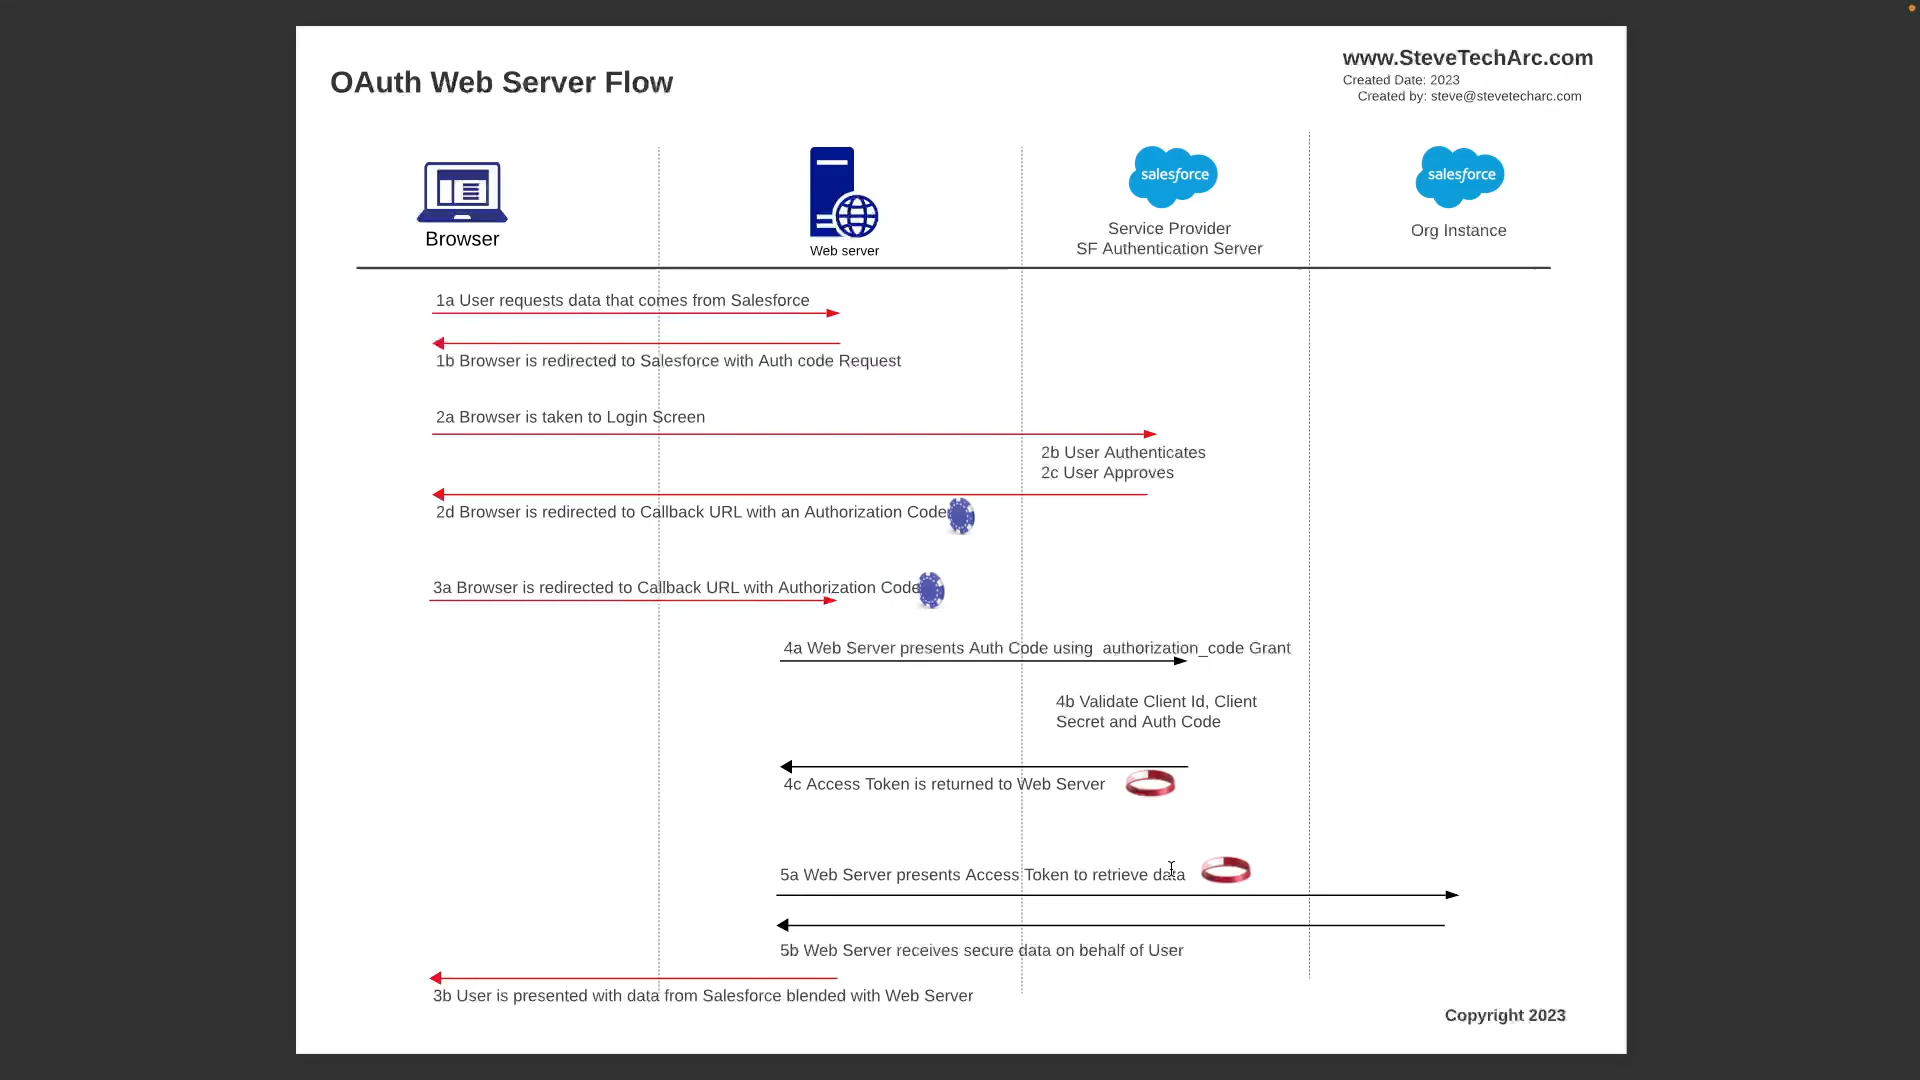 www.SteveTechArc.com
OAuth Web Server Flow
Created Date: 2023
Created by: steve@stevetecharc.com
salesforce
salesforce
Browser
Web server
Service Provider
SF Authentication Server
Org Instance
1a User requests data that comes from Salesforce
1b Browser is redirected to Salesforce with Auth code Request
2a Browser is taken to Login Screen
2b User Authenticates
2c User Approves
2d Browser is redirected to Callback URL with an Authorization Code
3a Browser is redirected to Callback URL with Authorization Code
4a Web Server presents Auth Code using  authorization_code Grant
4b Validate Client Id, Client
Secret and Auth Code
4c Access Token is returned to Web Server
5a Web Server presents Access Token to retrieve data
5b Web Server receives secure data on behalf of User
3b User is presented with data from Salesforce blended with Web Server
Copyright 2023